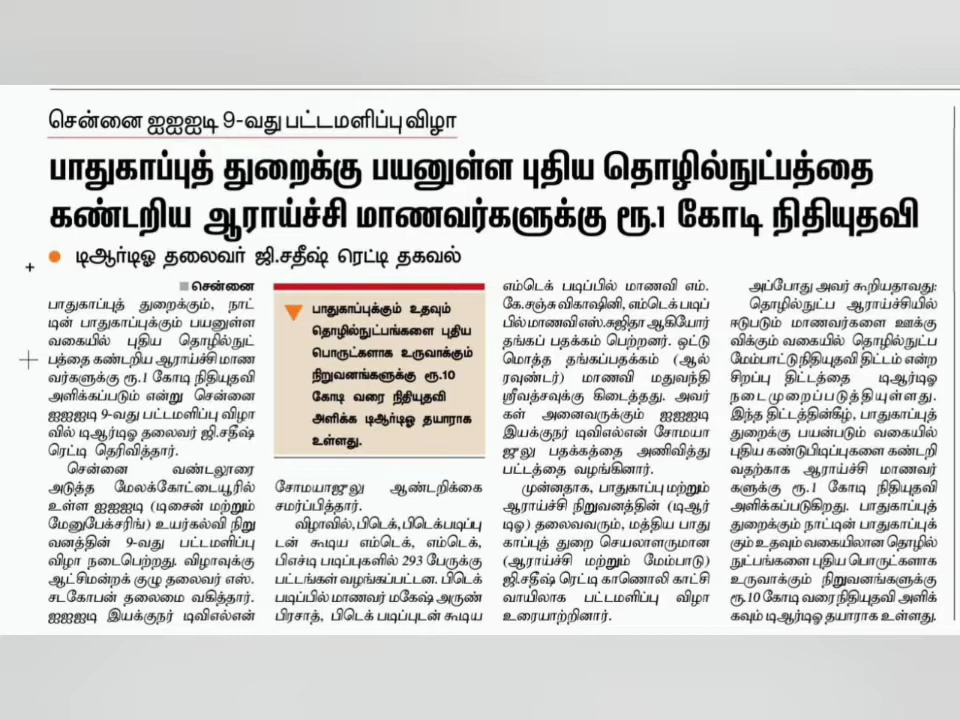 சென்னை ஐஐஐடி 9-வது பட்டமளிப்பு விழா
பாதுகாப்புத் துறைக்கு பயனுள்ள புதிய தொழில்நுட்பத்தை
கண்டறிய ஆராய்ச்சி மாணவர்களுக்கு ரூ.1 கோடி நிதியுதவி
டிஆர்டிஓ தலைவர் ஜி.சதீஷ் ரெட்டி தகவல்
சென்னை
பாதுகாப்புத் துறைக்கும், நாட்
டின் பாதுகாப்புக்கும் பயனுள்ள
வகையில் புதிய தொழில்நுட்
பத்தை கண்டறிய ஆராய்ச்சி மாண
வர்களுக்கு ரூ.1 கோடி நிதியுதவி
அளிக்கப்படும் என்று சென்னை
ஐஐஐடி 9-வது பட்டமளிப்பு விழா
வில் டிஆர்டிஓ தலைவர் ஜி.சதீஷ்
ரெட்டி தெரிவித்தார்.
சென்னை வண்டலூரை
அடுத்த மேலக்கோட்டையூரில்
உள்ள ஐஐஐடி (டிசைன் மற்றும்
மேனுபேக்சரிங்) உயர்கல்வி நிறு
வனத்தின் 9-வது பட்டமளிப்பு
விழா நடைபெற்றது. விழாவுக்கு
ஆட்சிமன்றக் குழு தலைவர் எஸ்.
சடகோபன் தலைமை வகித்தார்.
ஐஐஐடி இயக்குநர் டிவிஎல்என்
பாதுகாப்புக்கும் உதவும்
தொழில்நுட்பங்களை புதிய
பொருட்களாக உருவாக்கும்
நிறுவனங்களுக்கு ரூ.10
கோடி வரை நிதியுதவி
அளிக்க டிஆர்டிஓ தயாராக
உள்ளது.
சோமயாஜுலு ஆண்டறிக்கை
சமர்ப்பித்தார்.
விழாவில், பிடெக், பிடெக் படிப்பு
டன் கூடிய எம்டெக், எம்டெக்,
பிஎச்டி படிப்புகளில் 293 பேருக்கு
பட்டங்கள் வழங்கப்பட்டன. பிடெக்
படிப்பில் மாணவர் மகேஷ் அருண்
பிரசாத், பிடெக் படிப்புடன் கூடிய
எம்டெக் படிப்பில் மாணவி எம்.
கே.சஞ்சு விகாஷினி, எம்டெக் படிப்
பில் மாணவி எஸ்.சுஜிதா ஆகியோர்
தங்கப் பதக்கம் பெற்றனர். ஒட்டு
மொத்த தங்கப்பதக்கம் (ஆல்
ரவுண்டர்) மாணவி மதுவந்தி
ஸ்ரீவத்சவுக்கு கிடைத்தது. அவர்
கள் அனைவருக்கும் ஐஐஐடி
இயக்குநர் டிவிஎல்என் சோமயா
ஜுலு பதக்கத்தை அணிவித்து
பட்டத்தை வழங்கினார்.
முன்னதாக, பாதுகாப்பு மற்றும்
ஆராய்ச்சி நிறுவனத்தின் (டிஆர்
டிஓ) தலைவவரும், மத்திய பாது
காப்புத் துறை செயலாளருமான
(ஆராய்ச்சி மற்றும் மேம்பாடு)
ஜி.சதீஷ் ரெட்டி காணொலி காட்சி
வாயிலாக பட்டமளிப்பு விழா
உரையாற்றினார்.
அப்போது அவர் கூறியதாவது:
தொழில்நுட்ப ஆராய்ச்சியில்
ஈடுபடும் மாணவர்களை ஊக்கு
விக்கும் வகையில் தொழில்நுட்ப
மேம்பாட்டு நிதியுதவி திட்டம் என்ற
சிறப்பு திட்டத்தை டிஆர்டிஓ
நடைமுறைப்படுத்தியுள்ளது.
இந்த திட்டத்தின்கீழ், பாதுகாப்புத்
துறைக்கு பயன்படும் வகையில்
புதிய கண்டுபிடிப்புகளை கண்டறி
வதற்காக ஆராய்ச்சி மாணவர்
களுக்கு ரூ.1 கோடி நிதியுதவி
அளிக்கப்படுகிறது. பாதுகாப்புத்
துறைக்கும் நாட்டின் பாதுகாப்புக்
கும் உதவும் வகையிலான தொழில்
நுட்பங்களை புதிய பொருட்களாக
உருவாக்கும் நிறுவனங்களுக்கு
ரூ.10 கோடி வரை நிதியுதவி அளிக்
கவும் டிஆர்டிஓ தயாராக உள்ளது.